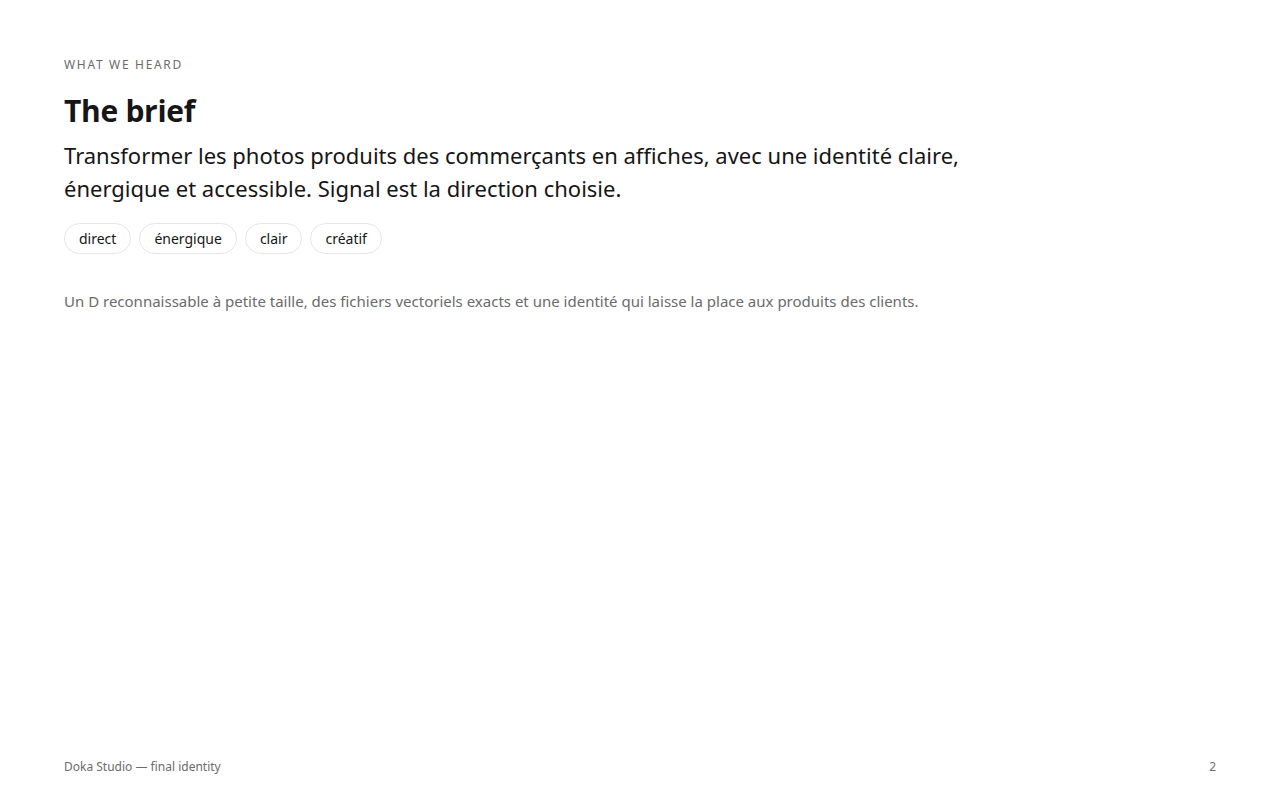 WHAT WE HEARD
The brief
Transformer les photos produits des commerçants en affiches, avec une identité claire,
énergique et accessible. Signal est la direction choisie.
direct énergique clair créatif
Un D reconnaissable à petite taille, des fichiers vectoriels exacts et une identité qui laisse la place aux produits des clients.
Doka Studio — final identity 2